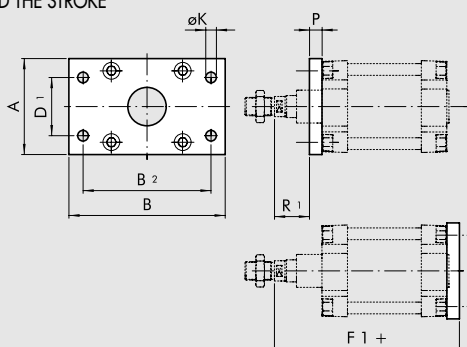 D THE STROKE
øK
P
A
D 1
B 2
B
R 1
F 1 +